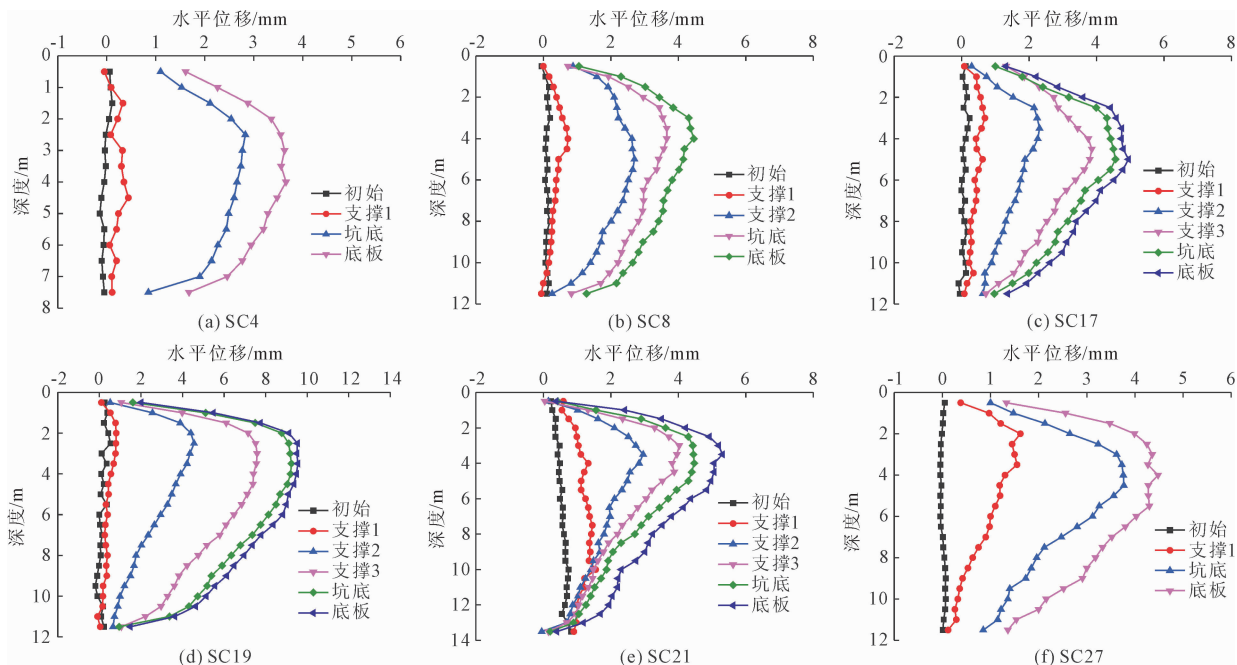 水平位移/mm
-1 0 1 2 3 4 5 6
0
1
2
3
4
5
6
7
8
深度/m
初始
支撑1
坑底
底板
(a) SC4
水平位移/mm
-2 0 2 4 6 8
0
2
4
6
8
10
12
深度/m
初始
支撑1
支撑2
坑底
底板
(b) SC8
水平位移/mm
-2 0 2 4 6 8
0
2
4
6
8
10
12
深度/m
初始
支撑1
支撑2
支撑3
坑底
底板
(c) SC17
水平位移/mm
-2 0 2 4 6 8 10 12 14
0
2
4
6
8
10
12
深度/m
初始
支撑1
支撑2
支撑3
坑底
底板
(d) SC19
水平位移/mm
-2 0 2 4 6 8
0
2
4
6
8
10
12
14
深度/m
初始
支撑1
支撑2
支撑3
坑底
底板
(e) SC21
水平位移/mm
-1 0 1 2 3 4 5 6
0
2
4
6
8
10
12
深度/m
初始
支撑1
坑底
底板
(f) SC27